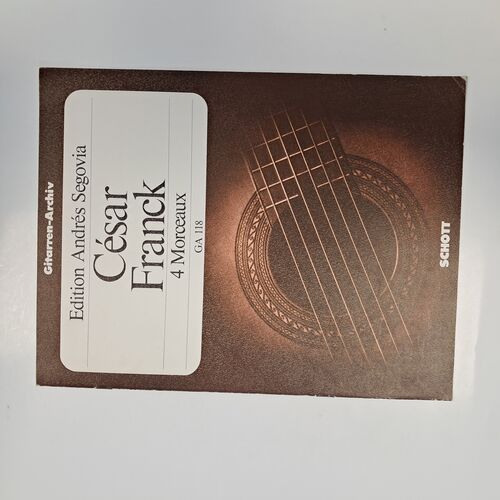 Gitarren-Archiv
Edition Andrés Segovia
César
Franck
4 Morceaux
GA 118
SCHOTT